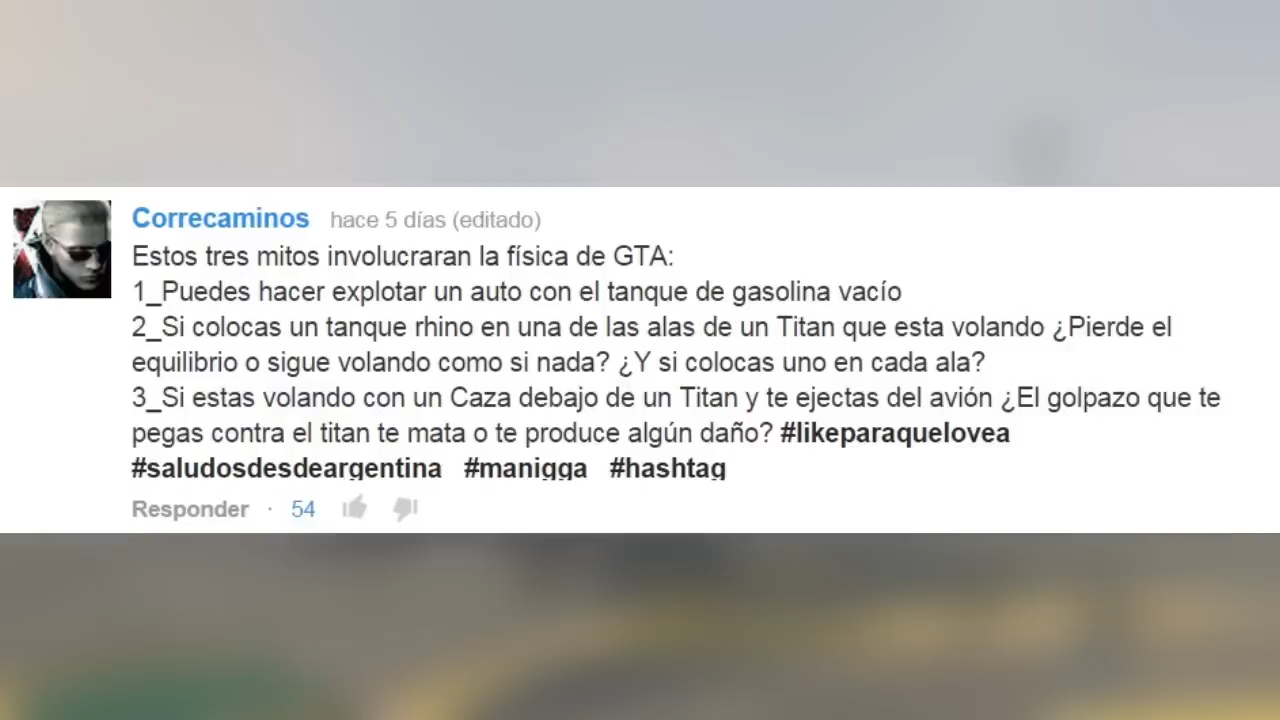 Correcaminos hace 5 días (editado)
Estos tres mitos involucraran la física de GTA:
1_Puedes hacer explotar un auto con el tanque de gasolina vacío
2_Si colocas un tanque rhino en una de las alas de un Titan que esta volando ¿Pierde el
equilibrio o sigue volando como si nada? ¿Y si colocas uno en cada ala?
3_Si estas volando con un Caza debajo de un Titan y te ejectas del avión ¿El golpazo que te
pegas contra el titan te mata o te produce algún daño? #likeparaquelovea
#saludosdesdeargentina #manigga #hashtag
Responder · 54